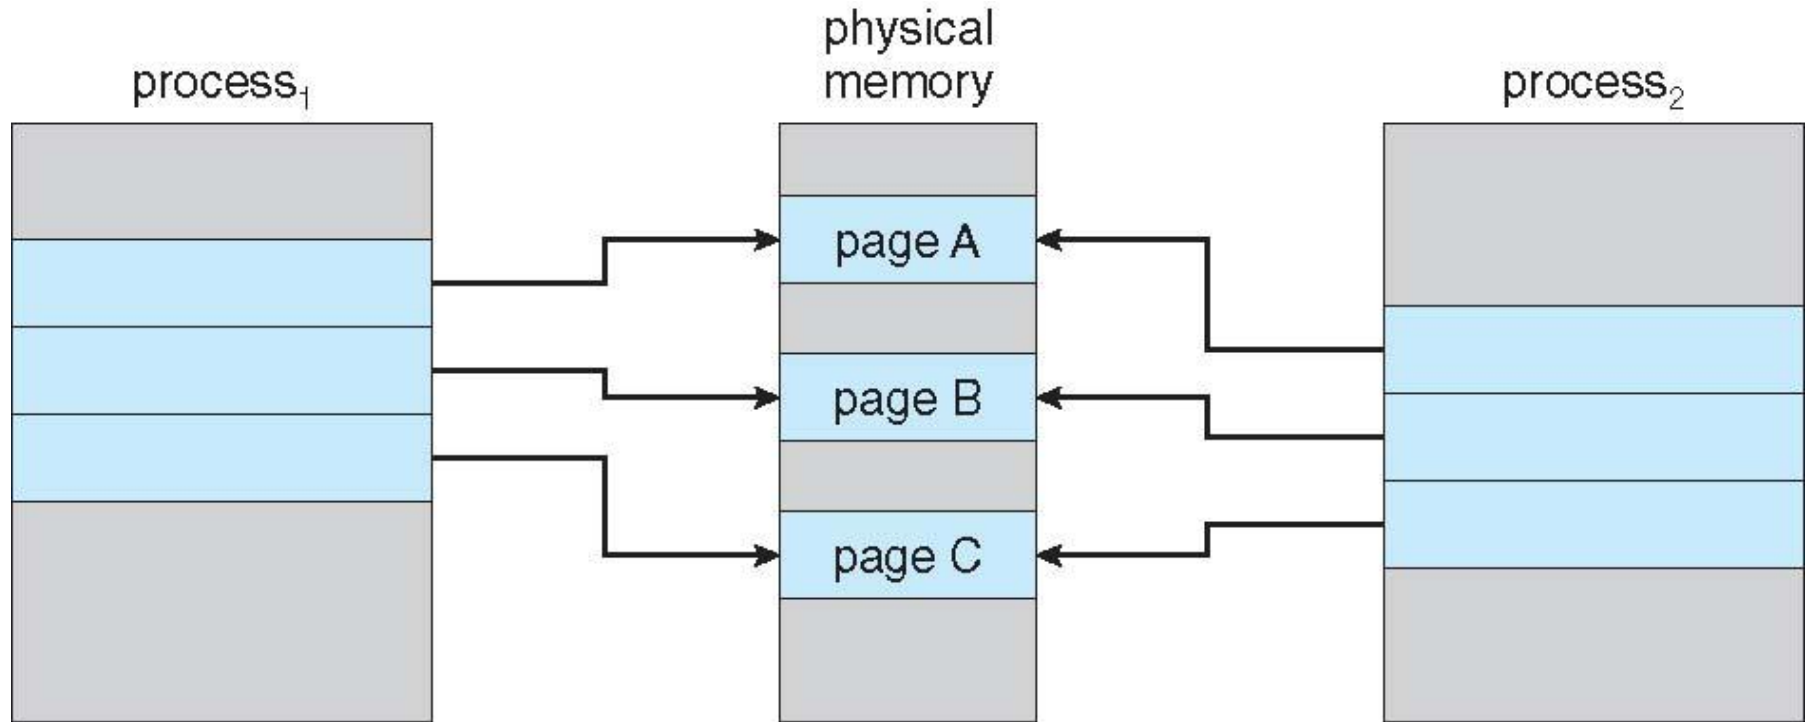 physical
memory
process₁
process₂
page A
page B
page C